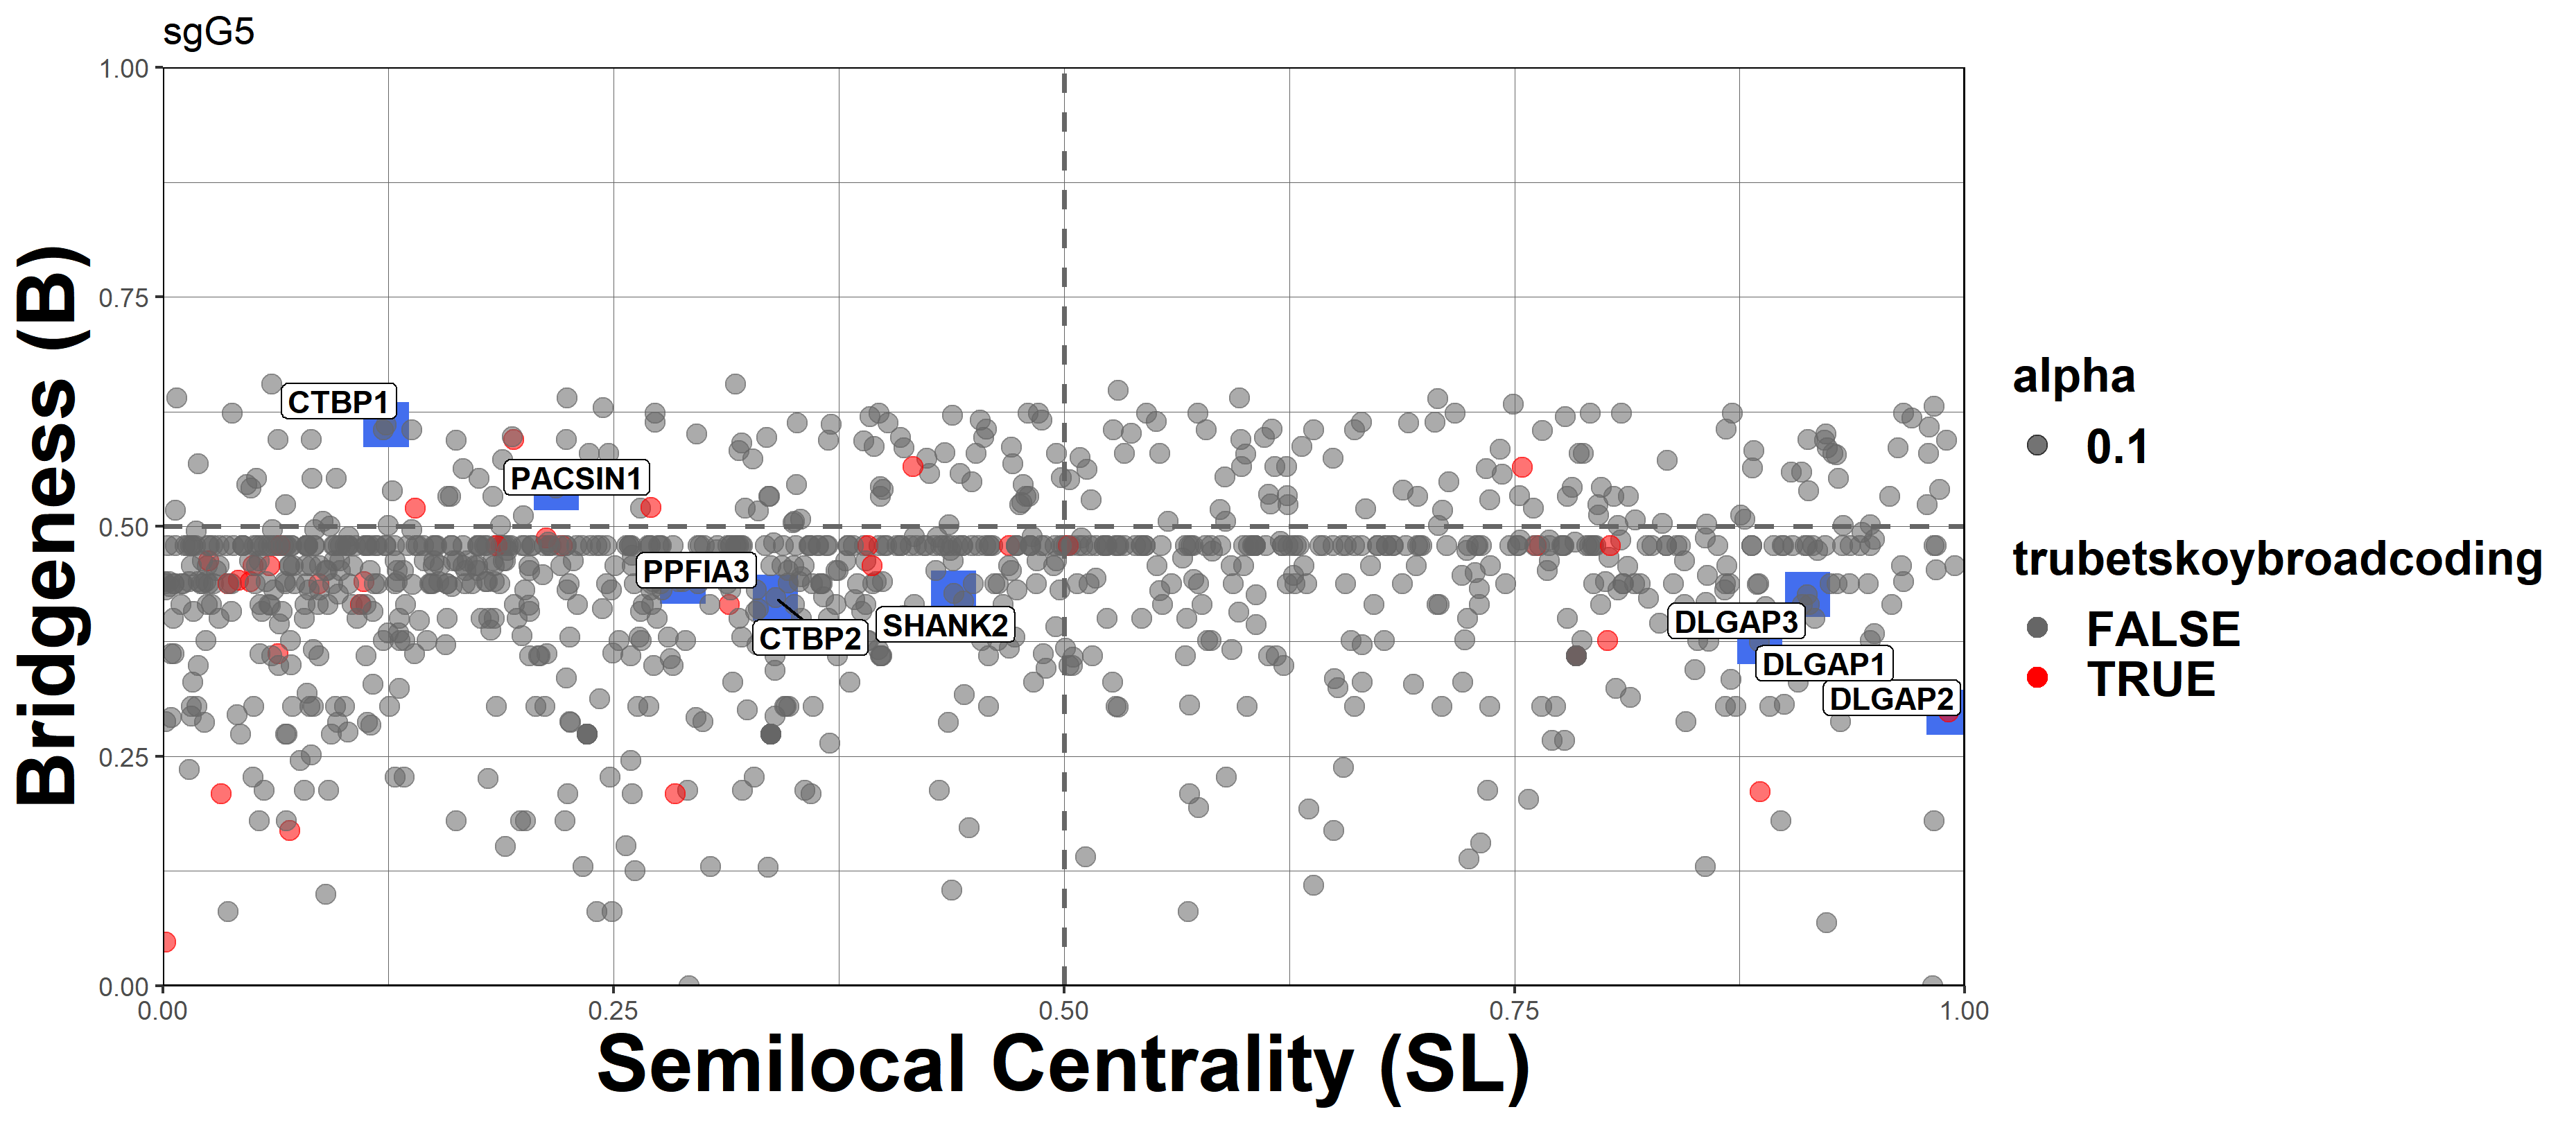 sgG5
Bridgeness (B)
1.00
0.75
0.50
0.25
0.00
CTBP1
PACSIN1
PPFIA3
CTBP2
SHANK2
DLGAP3
DLGAP1
DLGAP2
0.00 0.25 0.50 0.75 1.00
Semilocal Centrality (SL)
alpha
0.1
trubetskoybroadcoding
FALSE
TRUE